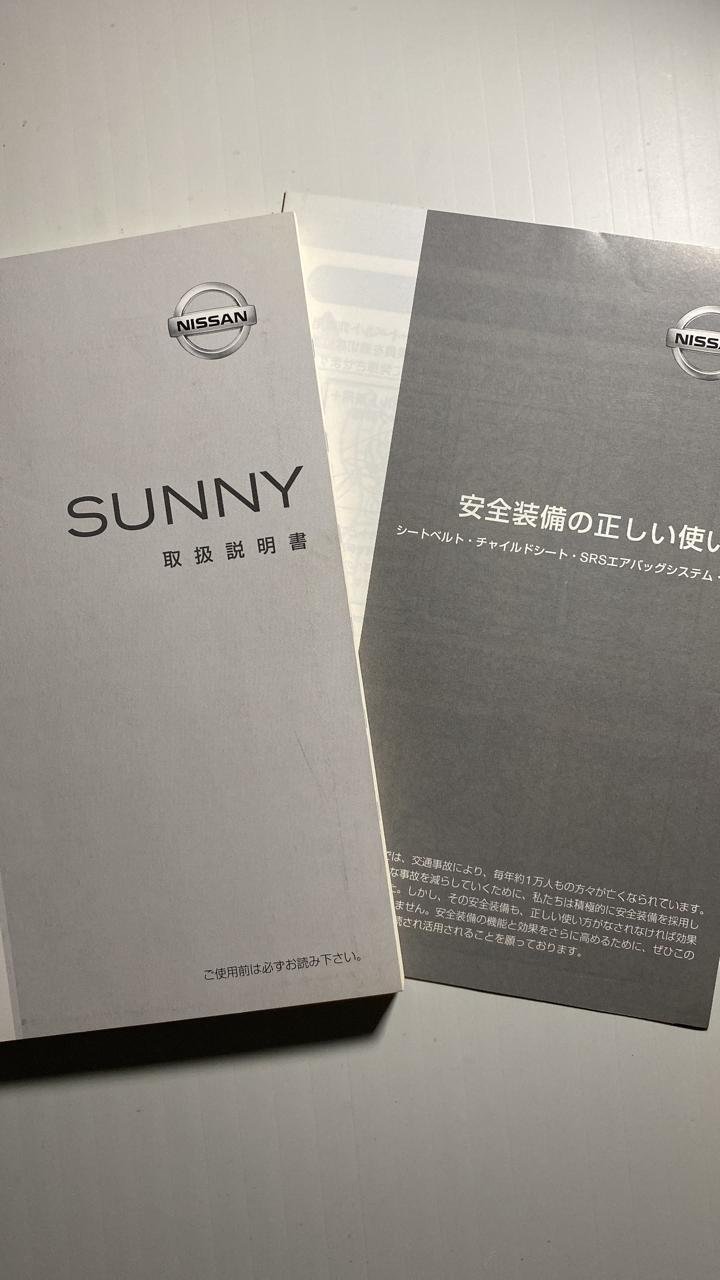 NISSAN
SUNNY
取扱説明書
ご使用前は必ずお読み下さい。
NISSA
安全装備の正しい使い
シートベルト・チャイルドシート・SRSエアバッグシステム・
では、交通事故により、毎年約1万人もの方々が亡くなられています。
な事故を減らしていくために、私たちは積極的に安全装備を採用し
た。しかし、その安全装備も、正しい使い方がなされなければ効果
ません。安全装備の機能と効果をさらに高めるために、ぜひこの
読され活用されることを願っております。